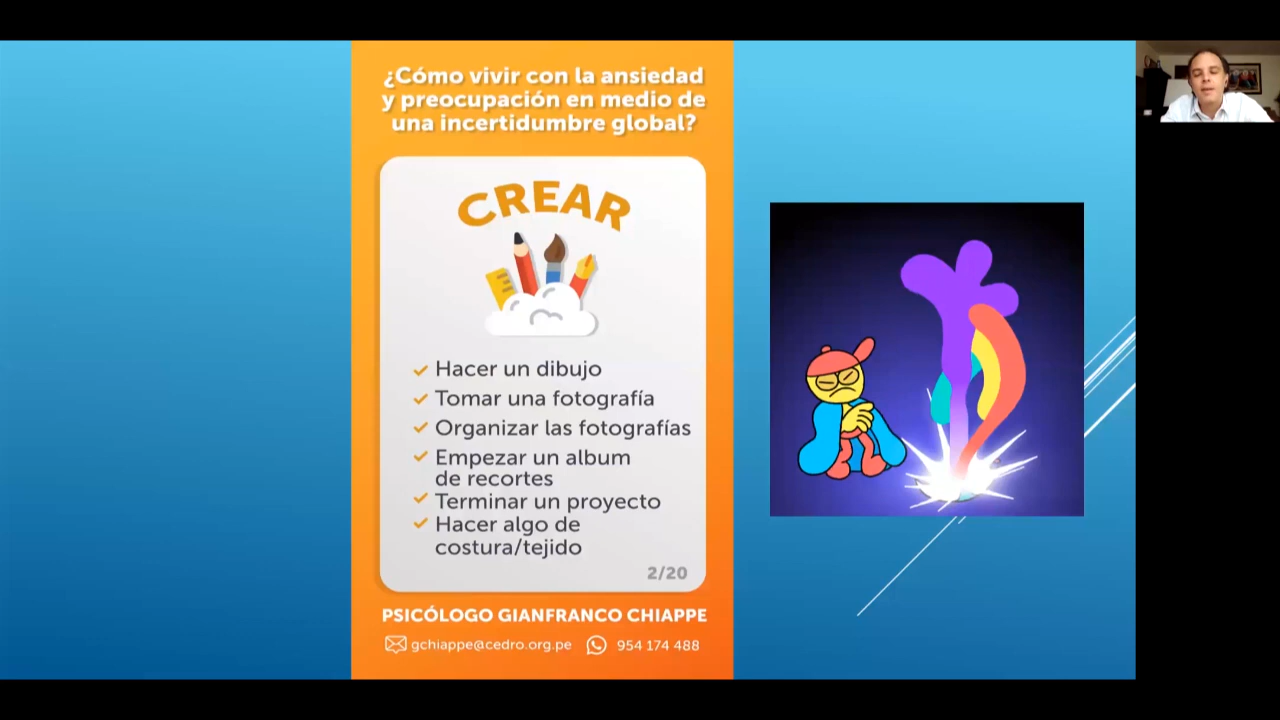 ¿Cómo vivir con la ansiedad
y preocupación en medio de
una incertidumbre global?
CREAR
Hacer un dibujo
Tomar una fotografía
Organizar las fotografías
Empezar un album
de recortes
Terminar un proyecto
Hacer algo de
costura/tejido
2/20
PSICÓLOGO GIANFRANCO CHIAPPE
gchiappe@cedro.org.pe 954 174 488